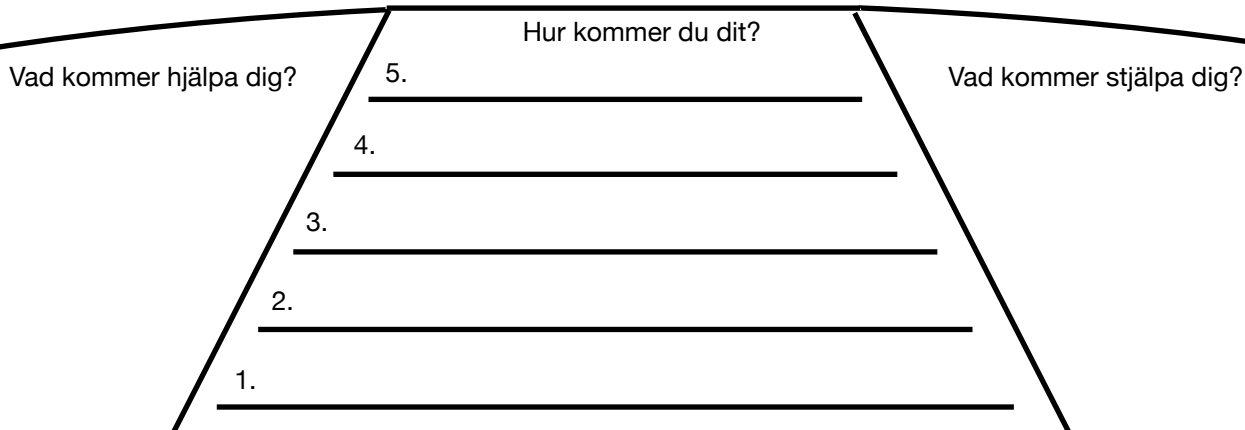 Hur kommer du dit?
Vad kommer hjälpa dig?
Vad kommer stjälpa dig?
5.
4.
3.
2.
1.